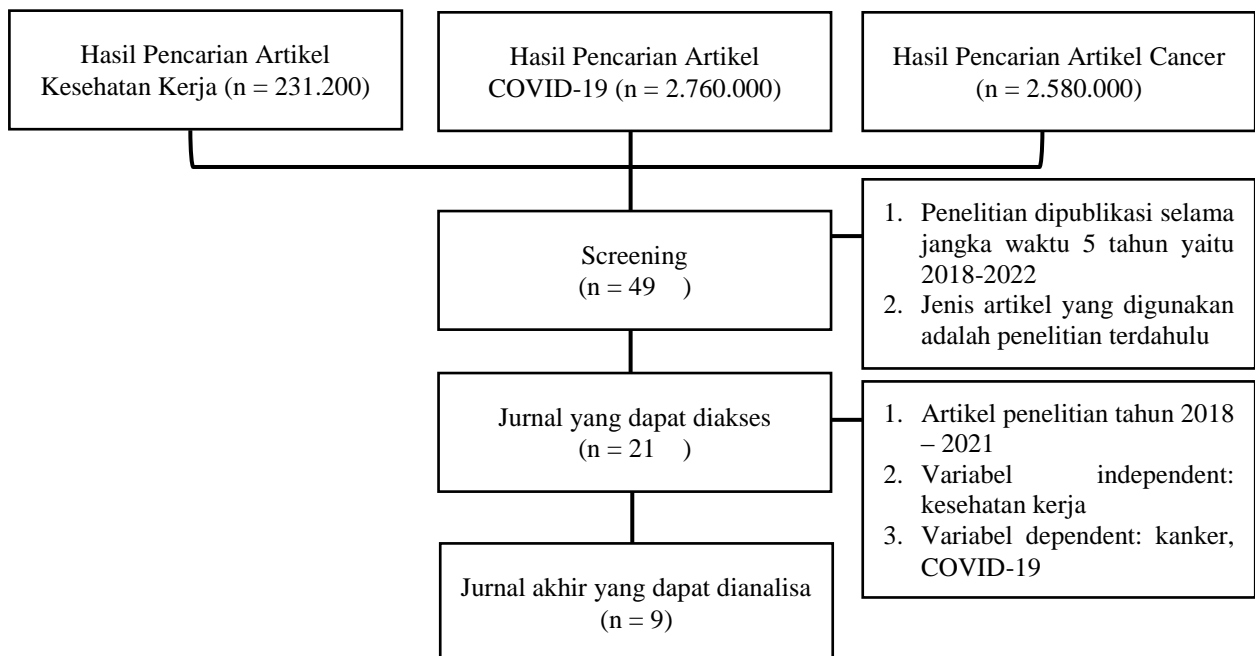 Hasil Pencarian Artikel
Kesehatan Kerja (n = 231.200)
Hasil Pencarian Artikel
COVID-19 (n = 2.760.000)
Hasil Pencarian Artikel Cancer
(n = 2.580.000)
Screening
(n = 49    )
1. Penelitian dipublikasi selama
jangka waktu 5 tahun yaitu
2018-2022
2. Jenis artikel yang digunakan
adalah penelitian terdahulu
Jurnal yang dapat diakses
(n = 21    )
1. Artikel penelitian tahun 2018
– 2021
2. Variabel independent:
kesehatan kerja
3. Variabel dependent: kanker,
COVID-19
Jurnal akhir yang dapat dianalisa
(n = 9)